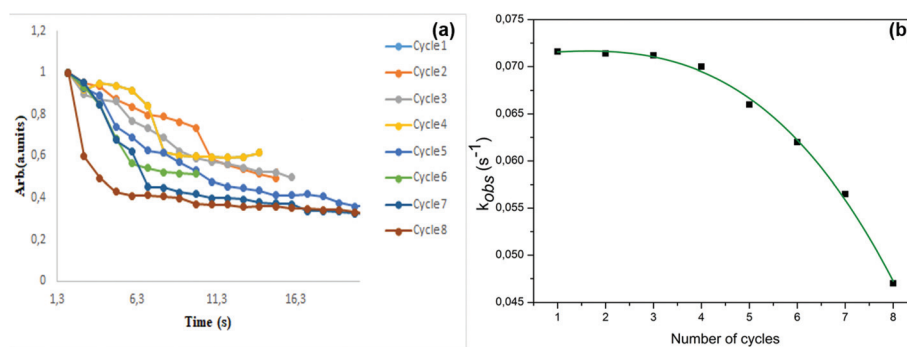 (a)
1,2
1
0,8
0,6
0,4
0,2
0
Arb.(a.units)
1,3
6,3
11,3
16,3
Time (s)
Cycle1
Cycle2
Cycle3
Cycle4
Cycle5
Cycle6
Cycle7
Cycle8
(b)
0,075
0,070
0,065
0,060
0,055
0,050
0,045
kobs (s⁻¹)
1 2 3 4 5 6 7 8
Number of cycles